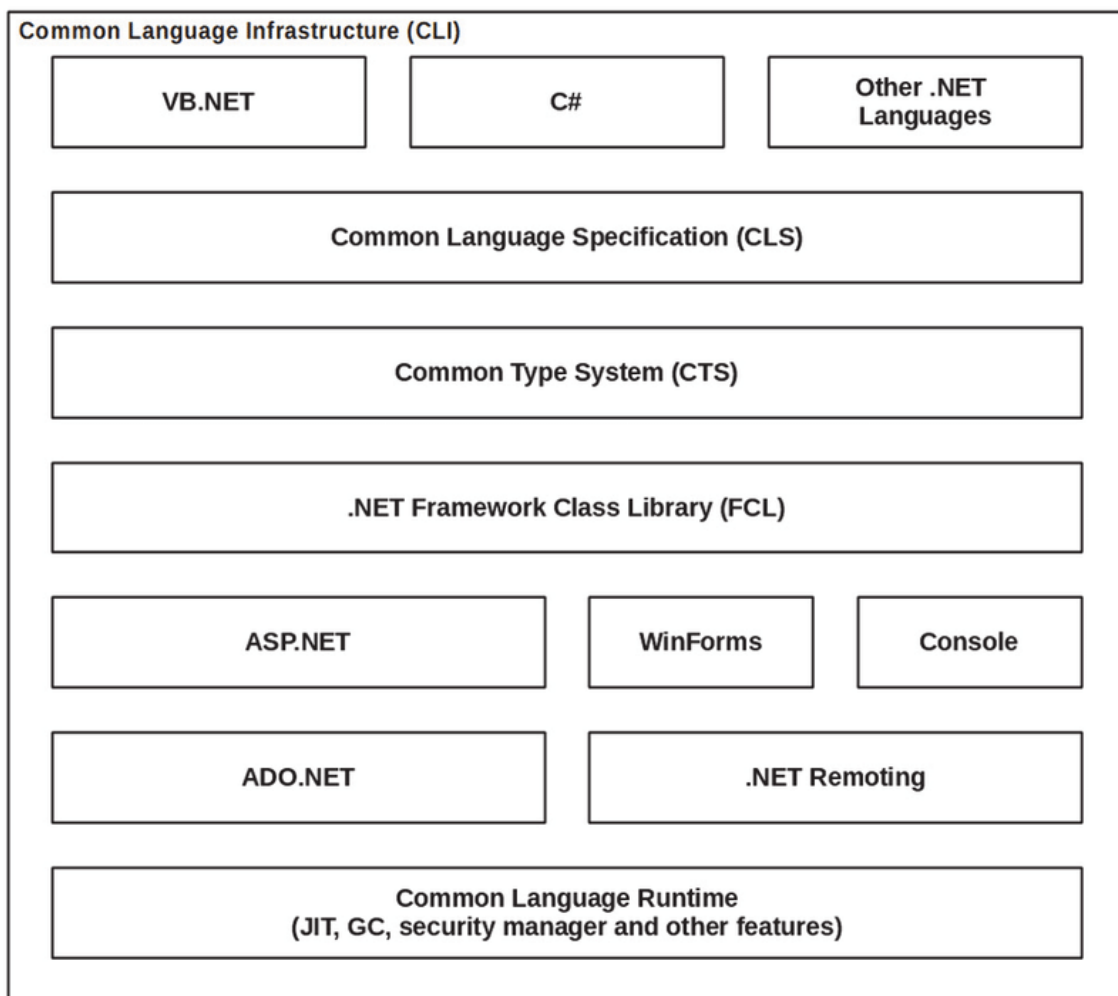 Common Language Infrastructure (CLI)
VB.NET
C#
Other .NET
Languages
Common Language Specification (CLS)
Common Type System (CTS)
.NET Framework Class Library (FCL)
ASP.NET
WinForms
Console
ADO.NET
.NET Remoting
Common Language Runtime
(JIT, GC, security manager and other features)